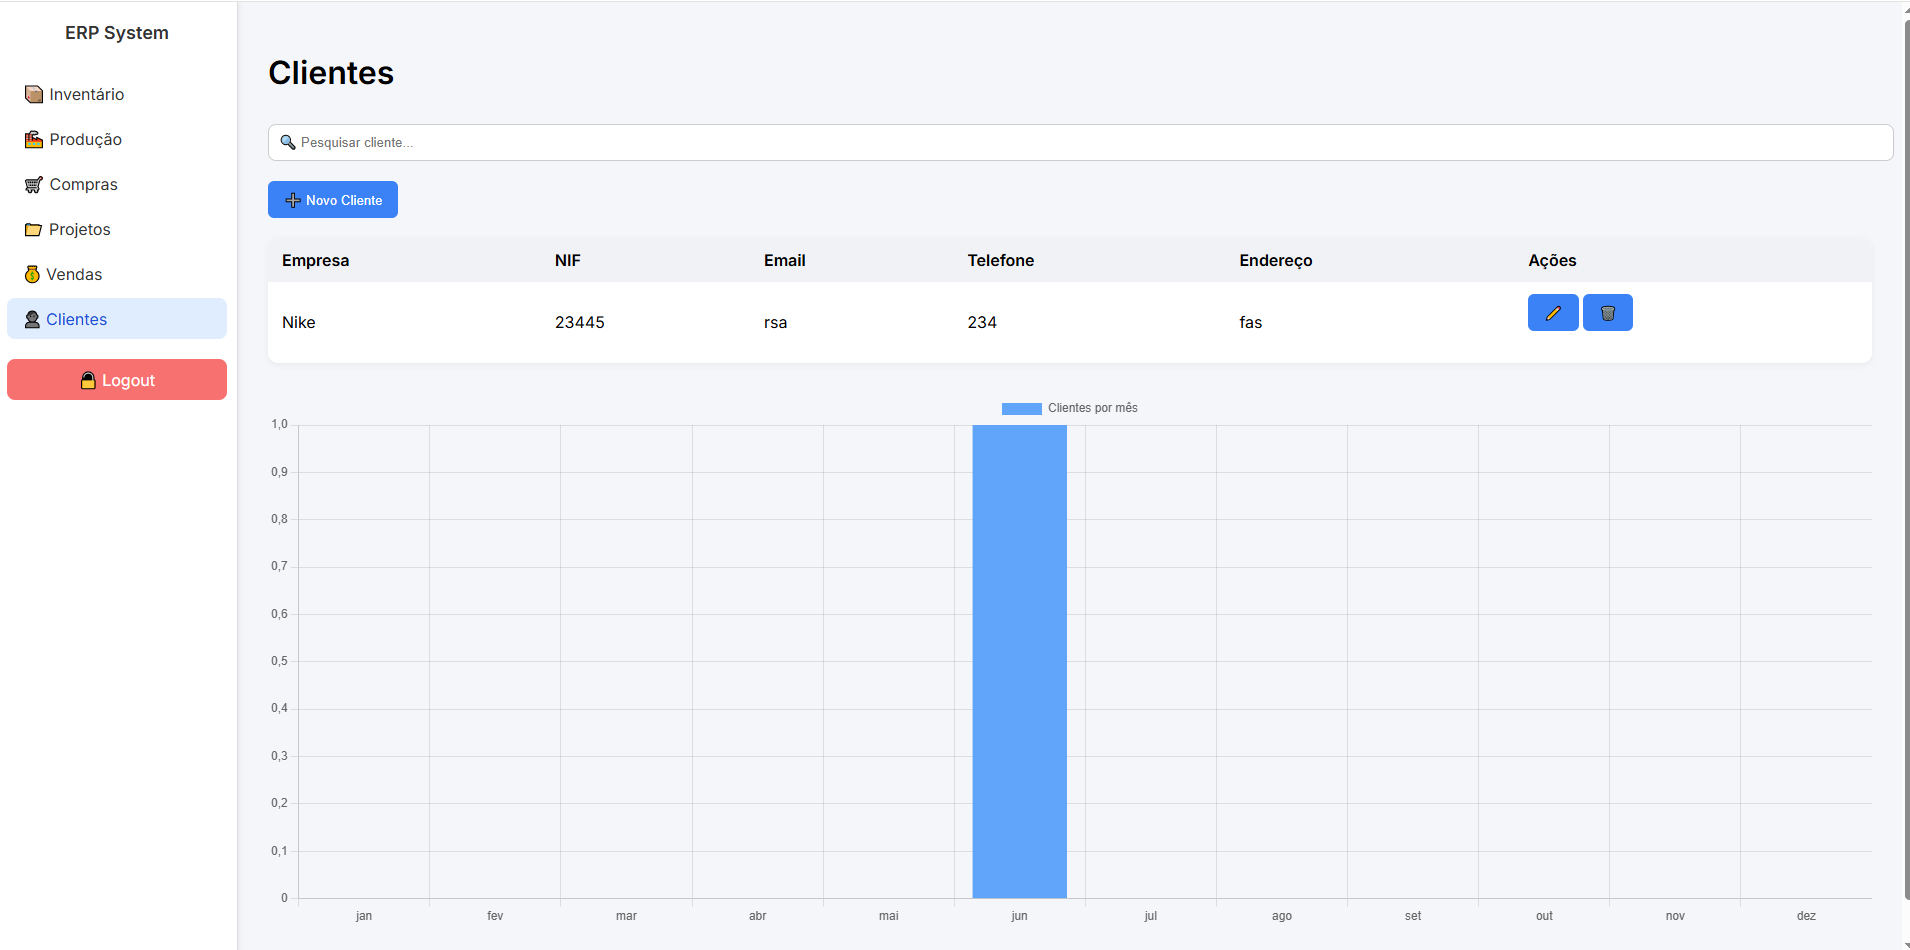 ERP System
Inventário
Produção
Compras
Projetos
Vendas
Clientes
Logout
Clientes
Pesquisar cliente...
Novo Cliente
Empresa NIF Email Telefone Endereço Ações
Nike 23445 rsa 234 fas
Clientes por mês
1,0
0,9
0,8
0,7
0,6
0,5
0,4
0,3
0,2
0,1
0
jan fev mar abr mai jun jul ago set out nov dez